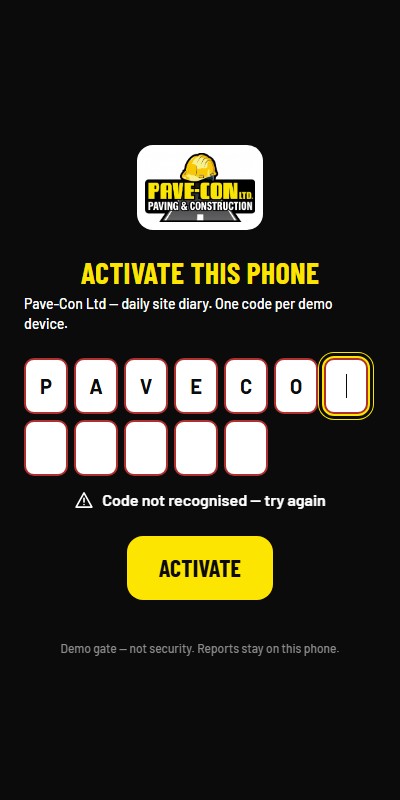 PAVE-CON LTD.
PAVING & CONSTRUCTION
ACTIVATE THIS PHONE
Pave-Con Ltd – daily site diary. One code per demo
device.
P A V E C O
Code not recognised – try again
ACTIVATE
Demo gate – not security. Reports stay on this phone.